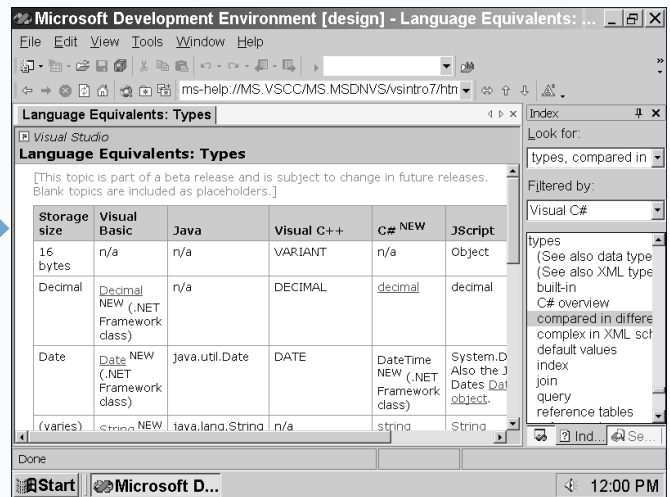 Microsoft Development Environment [design] - Language Equivalents: ...
File Edit View Tools Window Help
ms-help://MS.VSCC/MS.MSDNVS/vsintro7/htn
Language Equivalents: Types
Visual Studio
Language Equivalents: Types
[This topic is part of a beta release and is subject to change in future releases.
Blank topics are included as placeholders.]
Storage size Visual Basic Java Visual C++ C# NEW JScript
16 bytes n/a n/a VARIANT n/a Object
Decimal Decimal NEW (.NET Framework class) n/a DECIMAL decimal decimal
Date Date NEW (.NET Framework class) java.util.Date DATE DateTime NEW (.NET Framework class) System.D Also the J Dates Dat object.
(varies) String NEW java.lang.String n/a string String
Index
Look for:
types, compared in
Filtered by:
Visual C#
types
(See also data type
(See also XML type
built-in
C# overview
compared in differe
complex in XML sch
default values
index
join
query
reference tables
Ind... Se...
Done
Start Microsoft D... 12:00 PM